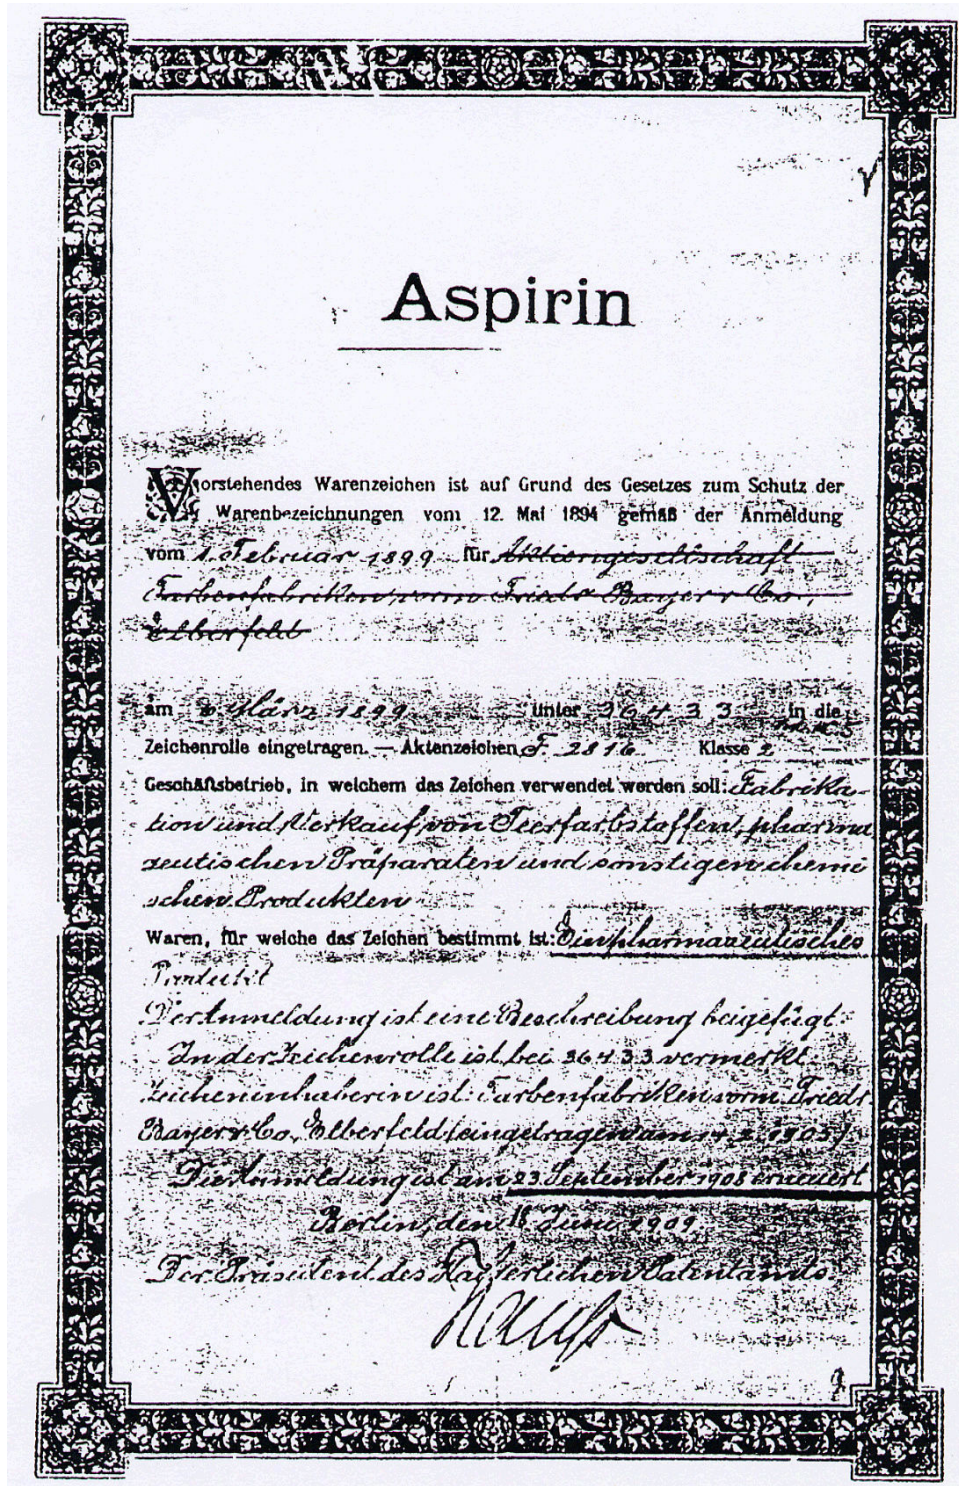 Aspirin
Vorstehendes Warenzeichen ist auf Grund des Gesetzes zum Schutz der
Warenbezeichnungen vom 12. Mai 1894 gemäß der Anmeldung
vom 1. Februar 1899 für Aktiengesellschaft
Farbenfabriken, vorm Friedr Bayer & Co.,
Elberfeld
am März 1899 unter 36433 in die
Zeichenrolle eingetragen. — Aktenzeichen F. 2816. Klasse 2
Geschäftsbetrieb, in welchem das Zeichen verwendet werden soll: Fabrika-
tion und Verkauf von Teerfarbstoffen, pharma
zeutischen Präparaten und sonstigen chemi
schen Produkten
Waren, für welche das Zeichen bestimmt ist: Ein pharmazeutisches
Produkt
Der Anmeldung ist eine Beschreibung beigefügt.
In der Zeichenrolle ist bei 36433 vermerkt
Zeicheninhaberin ist: Farbenfabriken vorm. Friedr
Bayer & Co., Elberfeld (eingetragen am
Die Anmeldung ist am 23. September 1908 erneuert
Berlin, den Juni 1909.
Der Präsident des Kaiserlichen Patentamts.